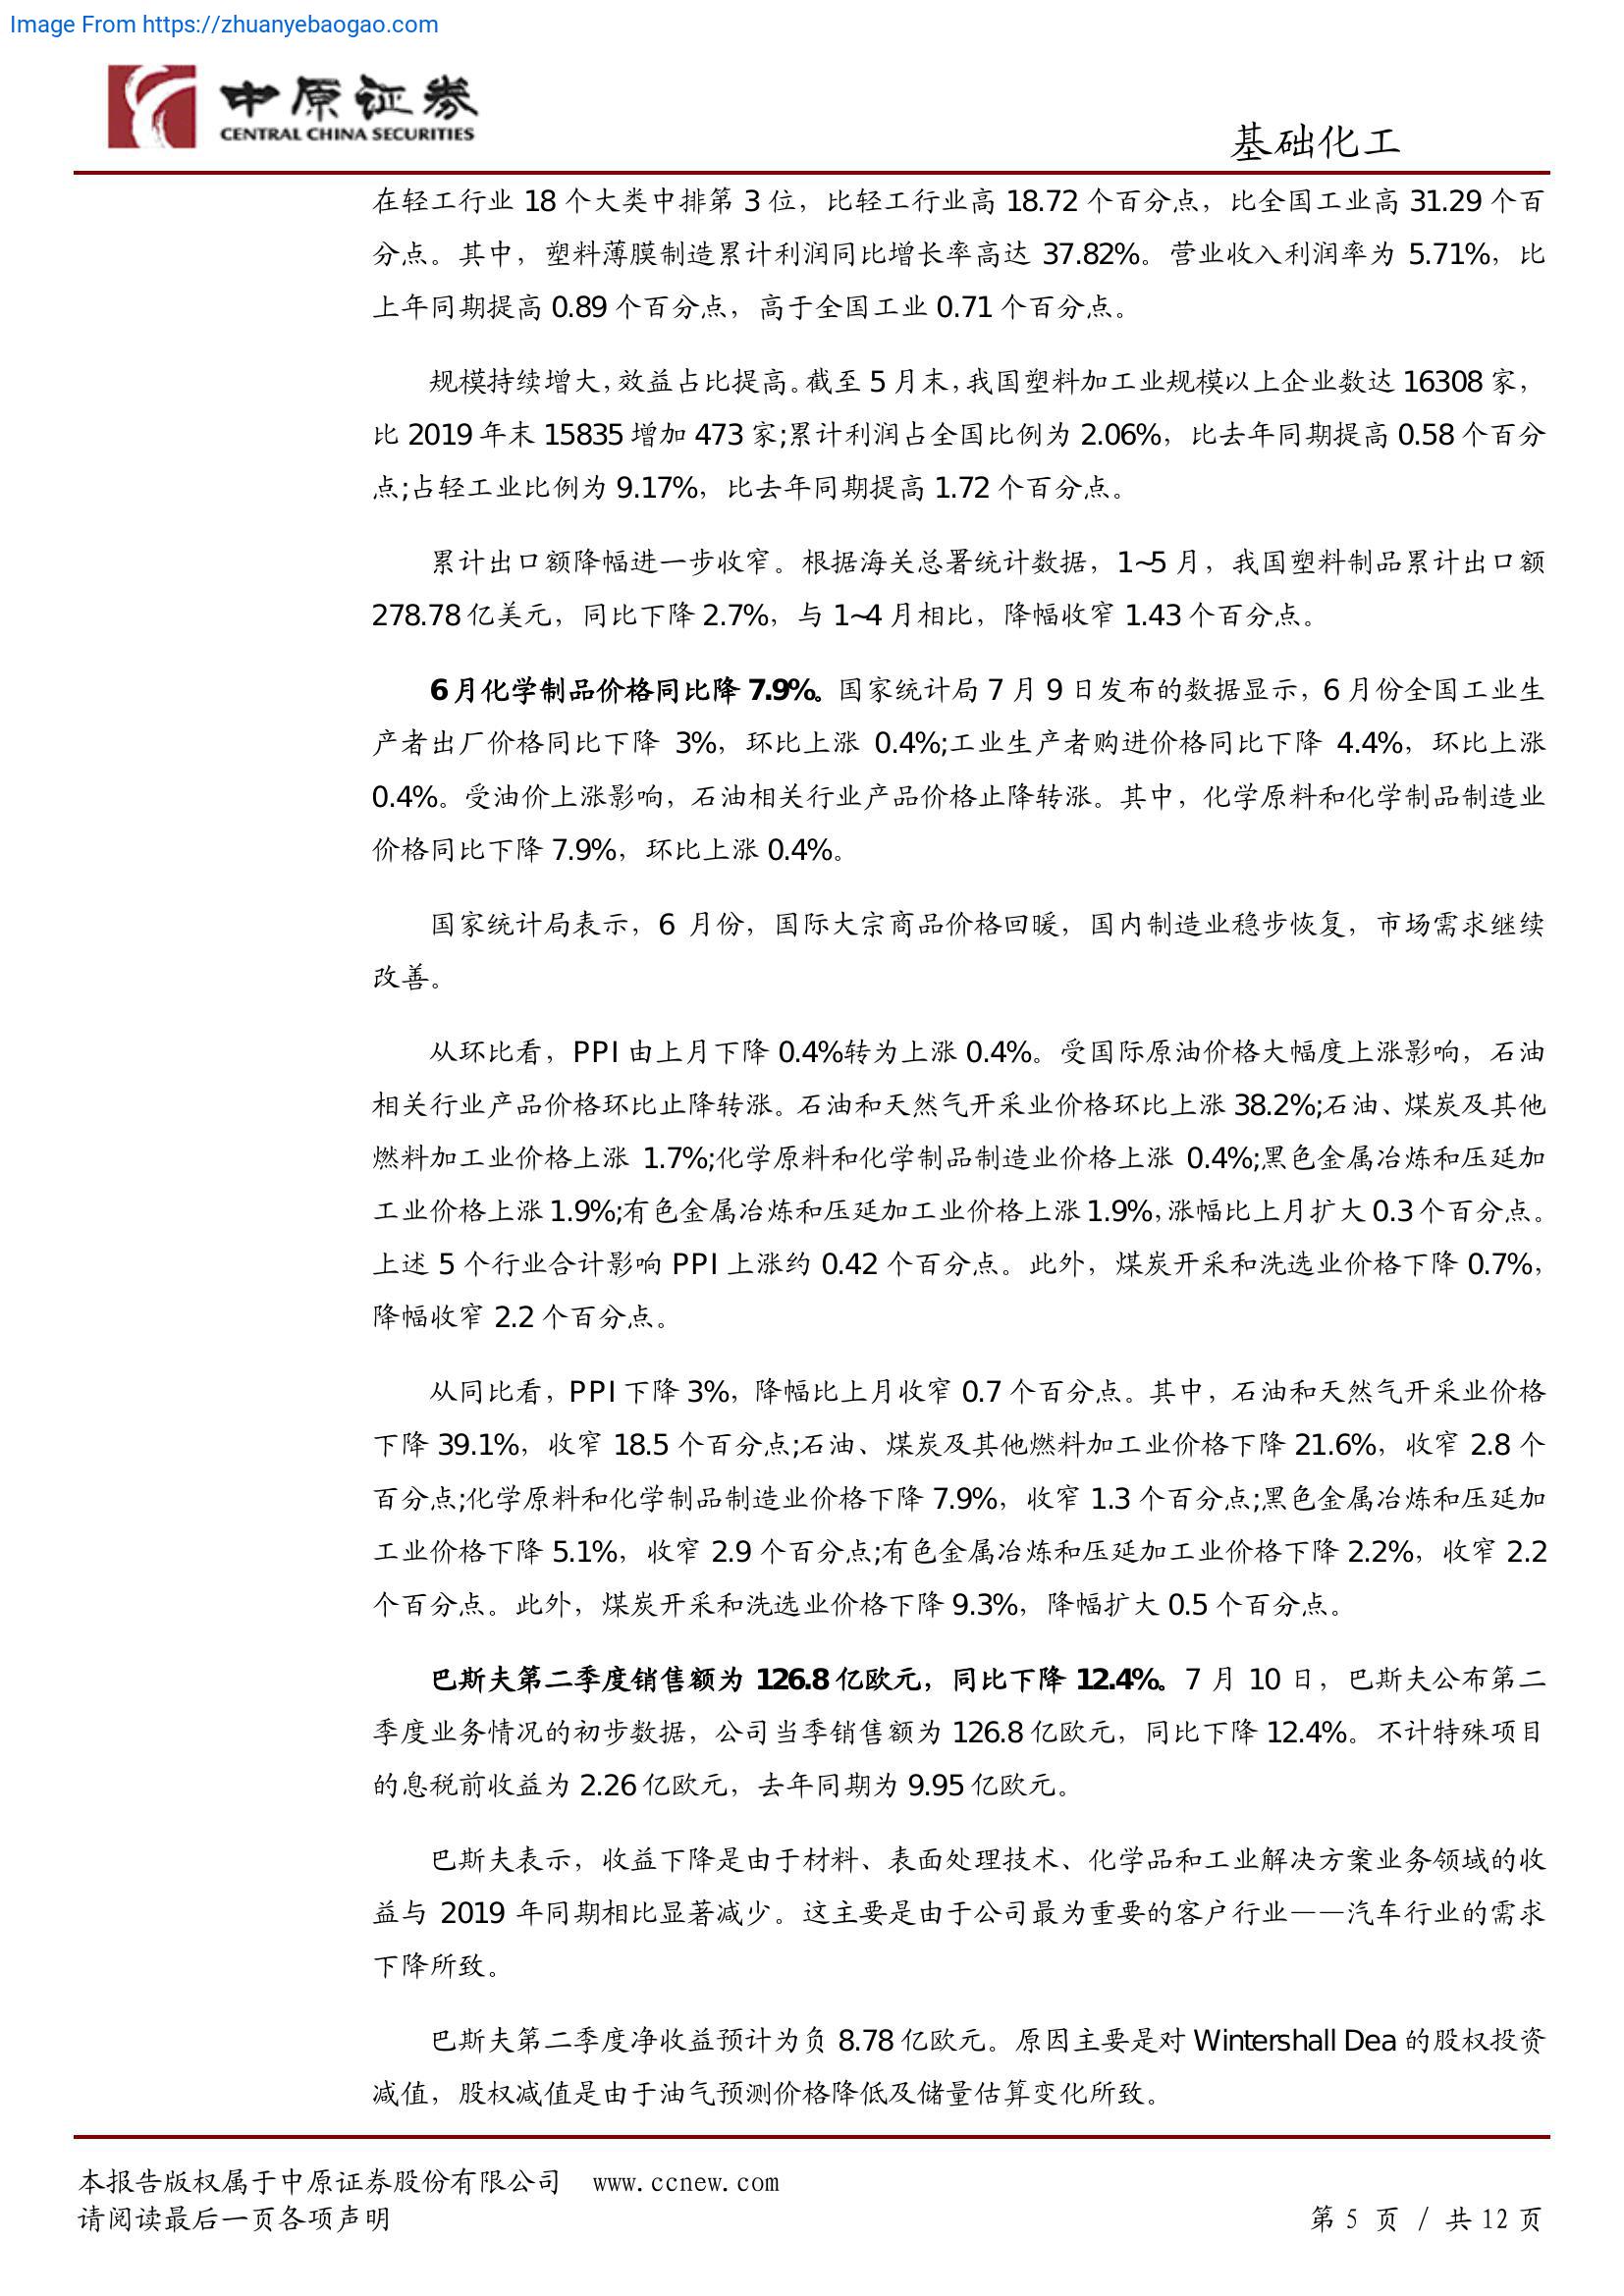 Image From https://zhuanyebaogao.com
中原证券
CENTRAL CHINA SECURITIES
基础化工
在轻工行业 18 个大类中排第 3 位，比轻工行业高 18.72 个百分点，比全国工业高 31.29 个百
分点。其中，塑料薄膜制造累计利润同比增长率高达 37.82%。营业收入利润率为 5.71%，比
上年同期提高 0.89 个百分点，高于全国工业 0.71 个百分点。
规模持续增大，效益占比提高。截至 5 月末，我国塑料加工业规模以上企业数达 16308 家，
比 2019 年末 15835 增加 473 家;累计利润占全国比例为 2.06%，比去年同期提高 0.58 个百分
点;占轻工业比例为 9.17%，比去年同期提高 1.72 个百分点。
累计出口额降幅进一步收窄。根据海关总署统计数据，1~5 月，我国塑料制品累计出口额
278.78 亿美元，同比下降 2.7%，与 1~4 月相比，降幅收窄 1.43 个百分点。
6 月化学制品价格同比降 7.9%。国家统计局 7 月 9 日发布的数据显示，6 月份全国工业生
产者出厂价格同比下降 3%，环比上涨 0.4%;工业生产者购进价格同比下降 4.4%，环比上涨
0.4%。受油价上涨影响，石油相关行业产品价格止降转涨。其中，化学原料和化学制品制造业
价格同比下降 7.9%，环比上涨 0.4%。
国家统计局表示，6 月份，国际大宗商品价格回暖，国内制造业稳步恢复，市场需求继续
改善。
从环比看，PPI 由上月下降 0.4%转为上涨 0.4%。受国际原油价格大幅度上涨影响，石油
相关行业产品价格环比止降转涨。石油和天然气开采业价格环比上涨 38.2%;石油、煤炭及其他
燃料加工业价格上涨 1.7%;化学原料和化学制品制造业价格上涨 0.4%;黑色金属冶炼和压延加
工业价格上涨 1.9%;有色金属冶炼和压延加工业价格上涨 1.9%，涨幅比上月扩大 0.3 个百分点。
上述 5 个行业合计影响 PPI 上涨约 0.42 个百分点。此外，煤炭开采和洗选业价格下降 0.7%，
降幅收窄 2.2 个百分点。
从同比看，PPI 下降 3%，降幅比上月收窄 0.7 个百分点。其中，石油和天然气开采业价格
下降 39.1%，收窄 18.5 个百分点;石油、煤炭及其他燃料加工业价格下降 21.6%，收窄 2.8 个
百分点;化学原料和化学制品制造业价格下降 7.9%，收窄 1.3 个百分点;黑色金属冶炼和压延加
工业价格下降 5.1%，收窄 2.9 个百分点;有色金属冶炼和压延加工业价格下降 2.2%，收窄 2.2
个百分点。此外，煤炭开采和洗选业价格下降 9.3%，降幅扩大 0.5 个百分点。
巴斯夫第二季度销售额为 126.8 亿欧元，同比下降 12.4%。7 月 10 日，巴斯夫公布第二
季度业务情况的初步数据，公司当季销售额为 126.8 亿欧元，同比下降 12.4%。不计特殊项目
的息税前收益为 2.26 亿欧元，去年同期为 9.95 亿欧元。
巴斯夫表示，收益下降是由于材料、表面处理技术、化学品和工业解决方案业务领域的收
益与 2019 年同期相比显著减少。这主要是由于公司最为重要的客户行业——汽车行业的需求
下降所致。
巴斯夫第二季度净收益预计为负 8.78 亿欧元。原因主要是对 Wintershall Dea 的股权投资
减值，股权减值是由于油气预测价格降低及储量估算变化所致。
本报告版权属于中原证券股份有限公司 www.ccnew.com
请阅读最后一页各项声明
第 5 页 / 共 12 页